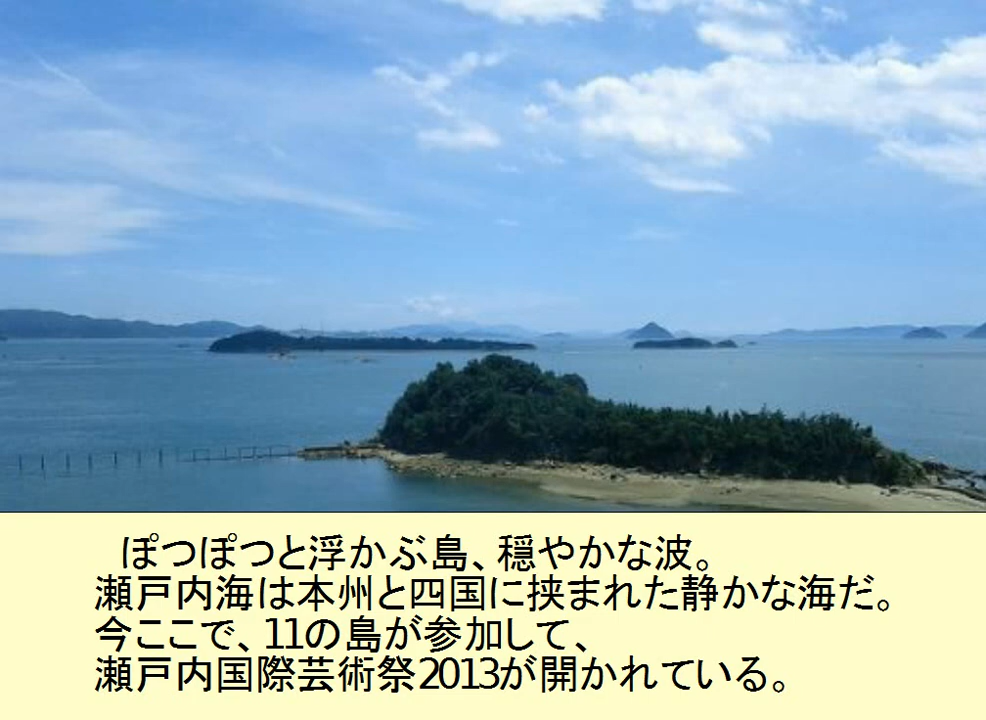 ぽつぽつと浮かぶ島、穏やかな波。
瀬戸内海は本州と四国に挟まれた静かな海だ。
今ここで、11の島が参加して、
瀬戸内国際芸術祭2013が開かれている。